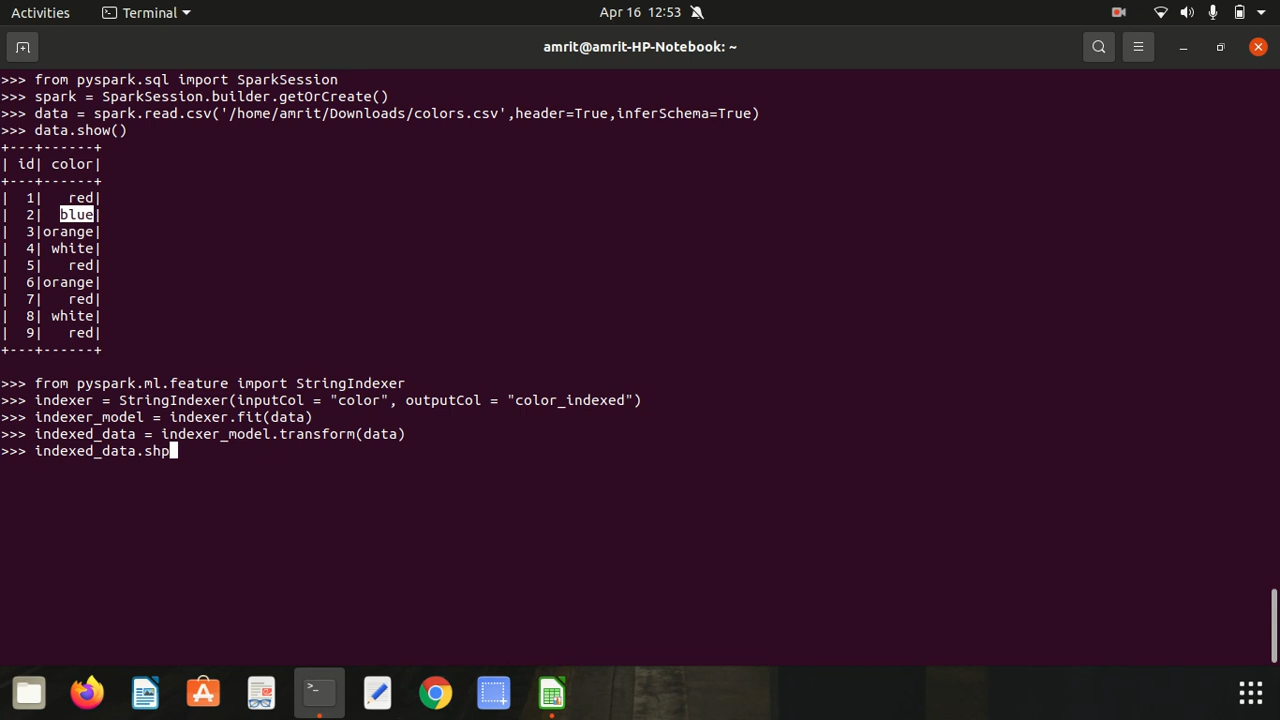 Activities
Terminal
Apr 16 12:53
amrit@amrit-HP-Notebook: ~
>>> from pyspark.sql import SparkSession
>>> spark = SparkSession.builder.getOrCreate()
>>> data = spark.read.csv('/home/amrit/Downloads/colors.csv',header=True,inferSchema=True)
>>> data.show()
+---+------+
| id| color|
+---+------+
|  1|   red|
|  2|  blue|
|  3|orange|
|  4| white|
|  5|   red|
|  6|orange|
|  7|   red|
|  8| white|
|  9|   red|
+---+------+
>>> from pyspark.ml.feature import StringIndexer
>>> indexer = StringIndexer(inputCol = "color", outputCol = "color_indexed")
>>> indexer_model = indexer.fit(data)
>>> indexed_data = indexer_model.transform(data)
>>> indexed_data.shp